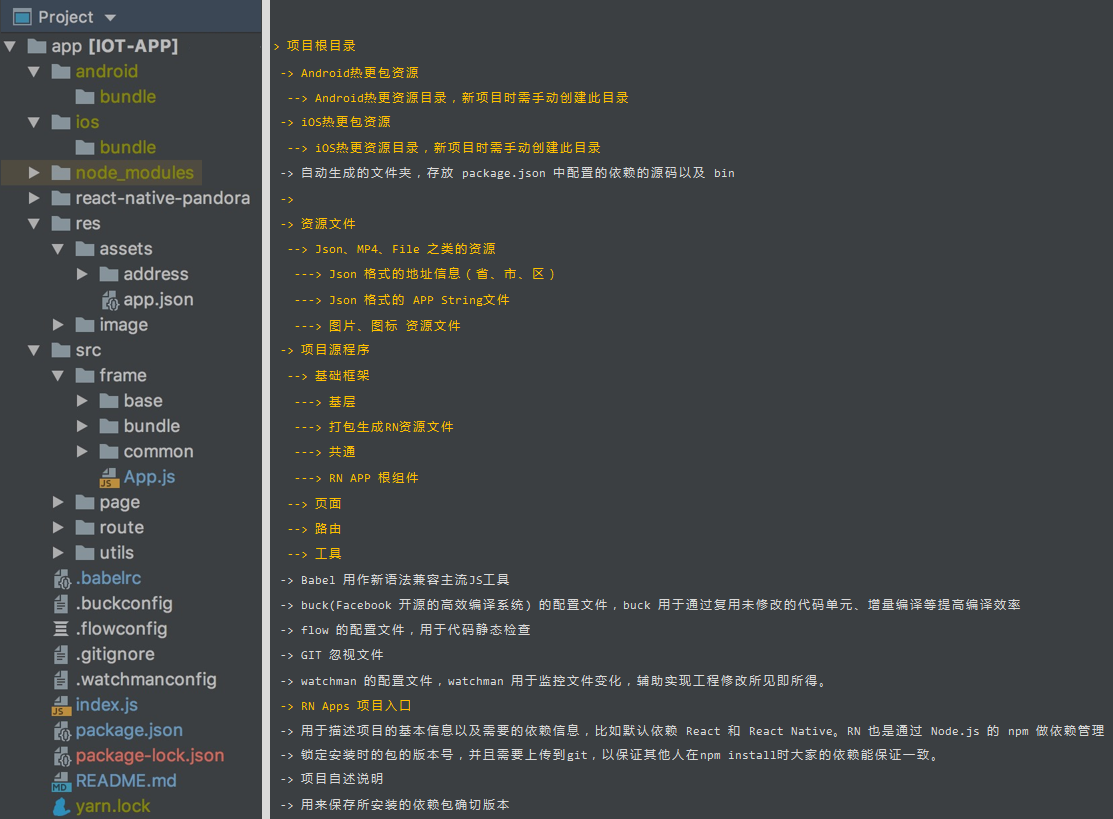 Project
app [IOT-APP]
> 项目根目录
android
-> Android热更包资源
bundle
--> Android热更资源目录，新项目时需手动创建此目录
ios
-> iOS热更包资源
bundle
--> iOS热更资源目录，新项目时需手动创建此目录
node_modules
-> 自动生成的文件夹，存放 package.json 中配置的依赖的源码以及 bin
react-native-pandora
->
res
-> 资源文件
assets
--> Json、MP4、File 之类的资源
address
---> Json 格式的地址信息（省、市、区）
app.json
---> Json 格式的 APP String文件
image
---> 图片、图标 资源文件
src
-> 项目源程序
frame
--> 基础框架
base
---> 基层
bundle
---> 打包生成RN资源文件
common
---> 共通
App.js
---> RN APP 根组件
page
--> 页面
route
--> 路由
utils
--> 工具
.babelrc
-> Babel 用作新语法兼容主流JS工具
.buckconfig
-> buck(Facebook 开源的高效编译系统) 的配置文件，buck 用于通过复用未修改的代码单元、增量编译等提高编译效率
.flowconfig
-> flow 的配置文件，用于代码静态检查
.gitignore
-> GIT 忽视文件
.watchmanconfig
-> watchman 的配置文件，watchman 用于监控文件变化，辅助实现工程修改所见即所得。
index.js
-> RN Apps 项目入口
package.json
-> 用于描述项目的基本信息以及需要的依赖信息，比如默认依赖 React 和 React Native。RN 也是通过 Node.js 的 npm 做依赖管理
package-lock.json
-> 锁定安装时的包的版本号，并且需要上传到git，以保证其他人在npm install时大家的依赖能保证一致。
README.md
-> 项目自述说明
yarn.lock
-> 用来保存所安装的依赖包确切版本